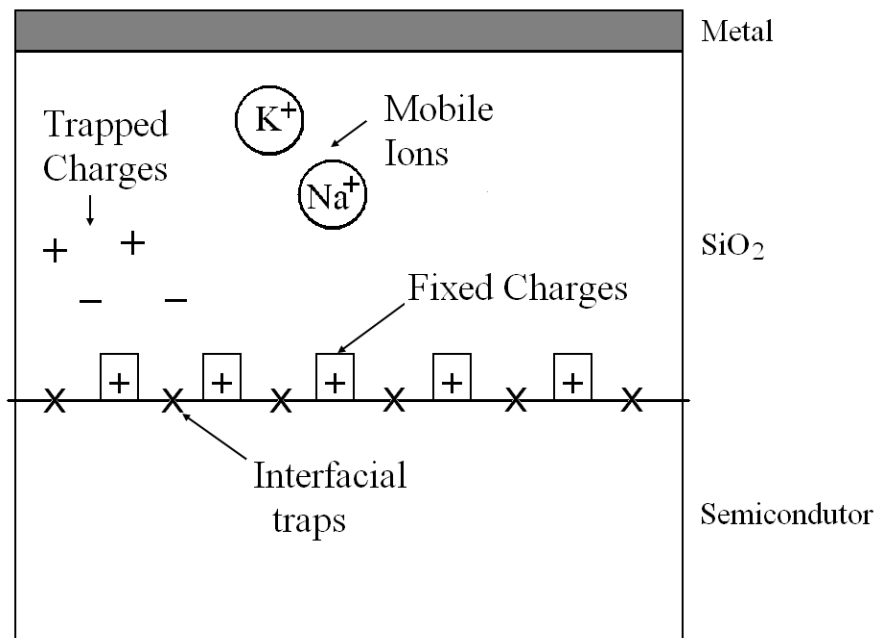 Metal
Trapped
Charges
K+
Mobile
Ions
Na+
+ +
− −
SiO₂
Fixed Charges
+ + + + +
X X X X X X
Interfacial
traps
Semicondutor